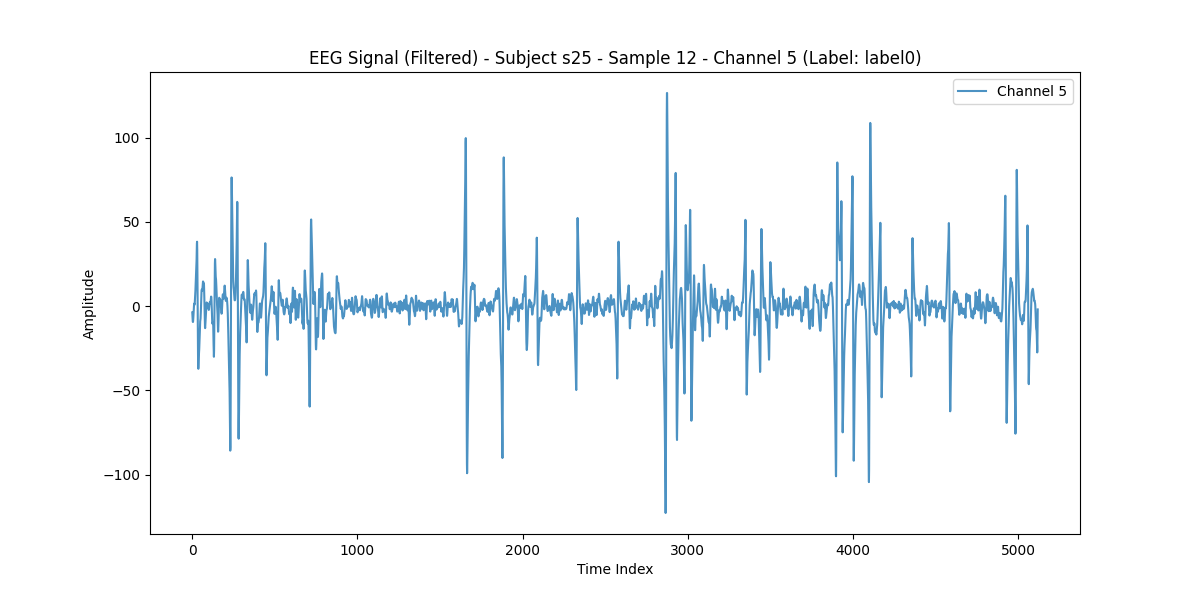 EEG Signal (Filtered) - Subject s25 - Sample 12 - Channel 5 (Label: label0)
Channel 5
Amplitude
100
50
0
−50
−100
0 1000 2000 3000 4000 5000
Time Index